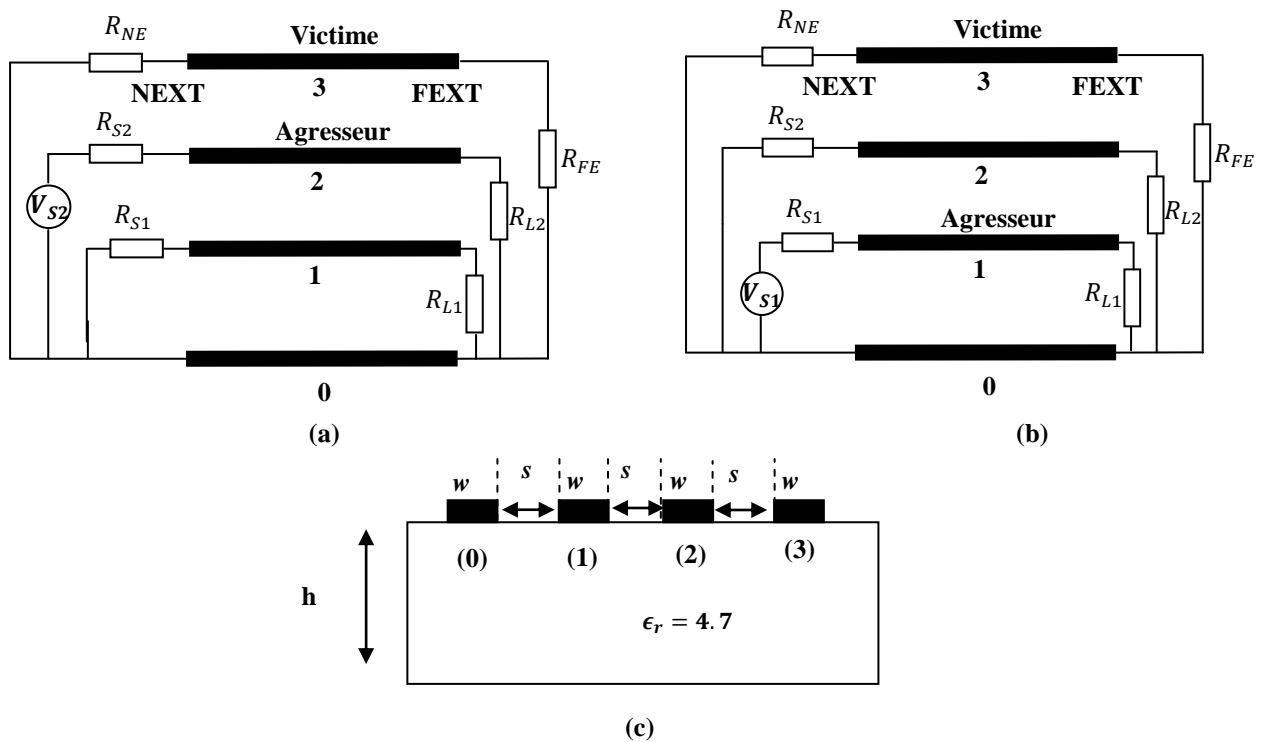 R_NE
Victime
NEXT
3
FEXT
R_S2
Agresseur
R_FE
2
V_S2
R_S1
R_L2
1
R_L1
0
(a)
R_NE
Victime
NEXT
3
FEXT
R_S2
R_FE
2
R_S1
Agresseur
R_L2
1
V_S1
R_L1
0
(b)
w s w s w s w
(0) (1) (2) (3)
h
ϵ_r = 4.7
(c)